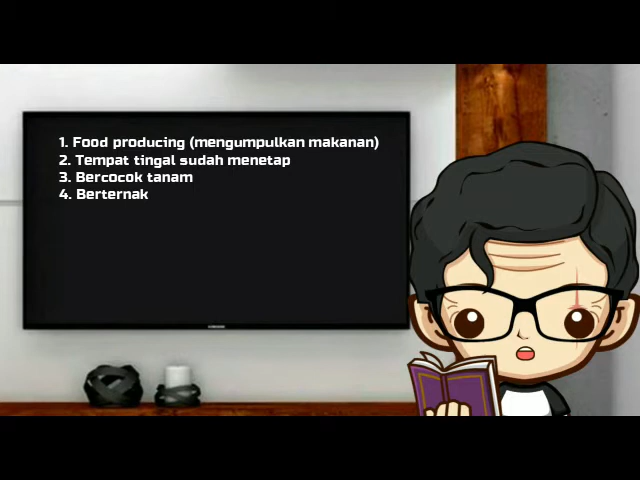 1. Food producing (mengumpulkan makanan)
2. Tempat tingal sudah menetap
3. Bercocok tanam
4. Berternak